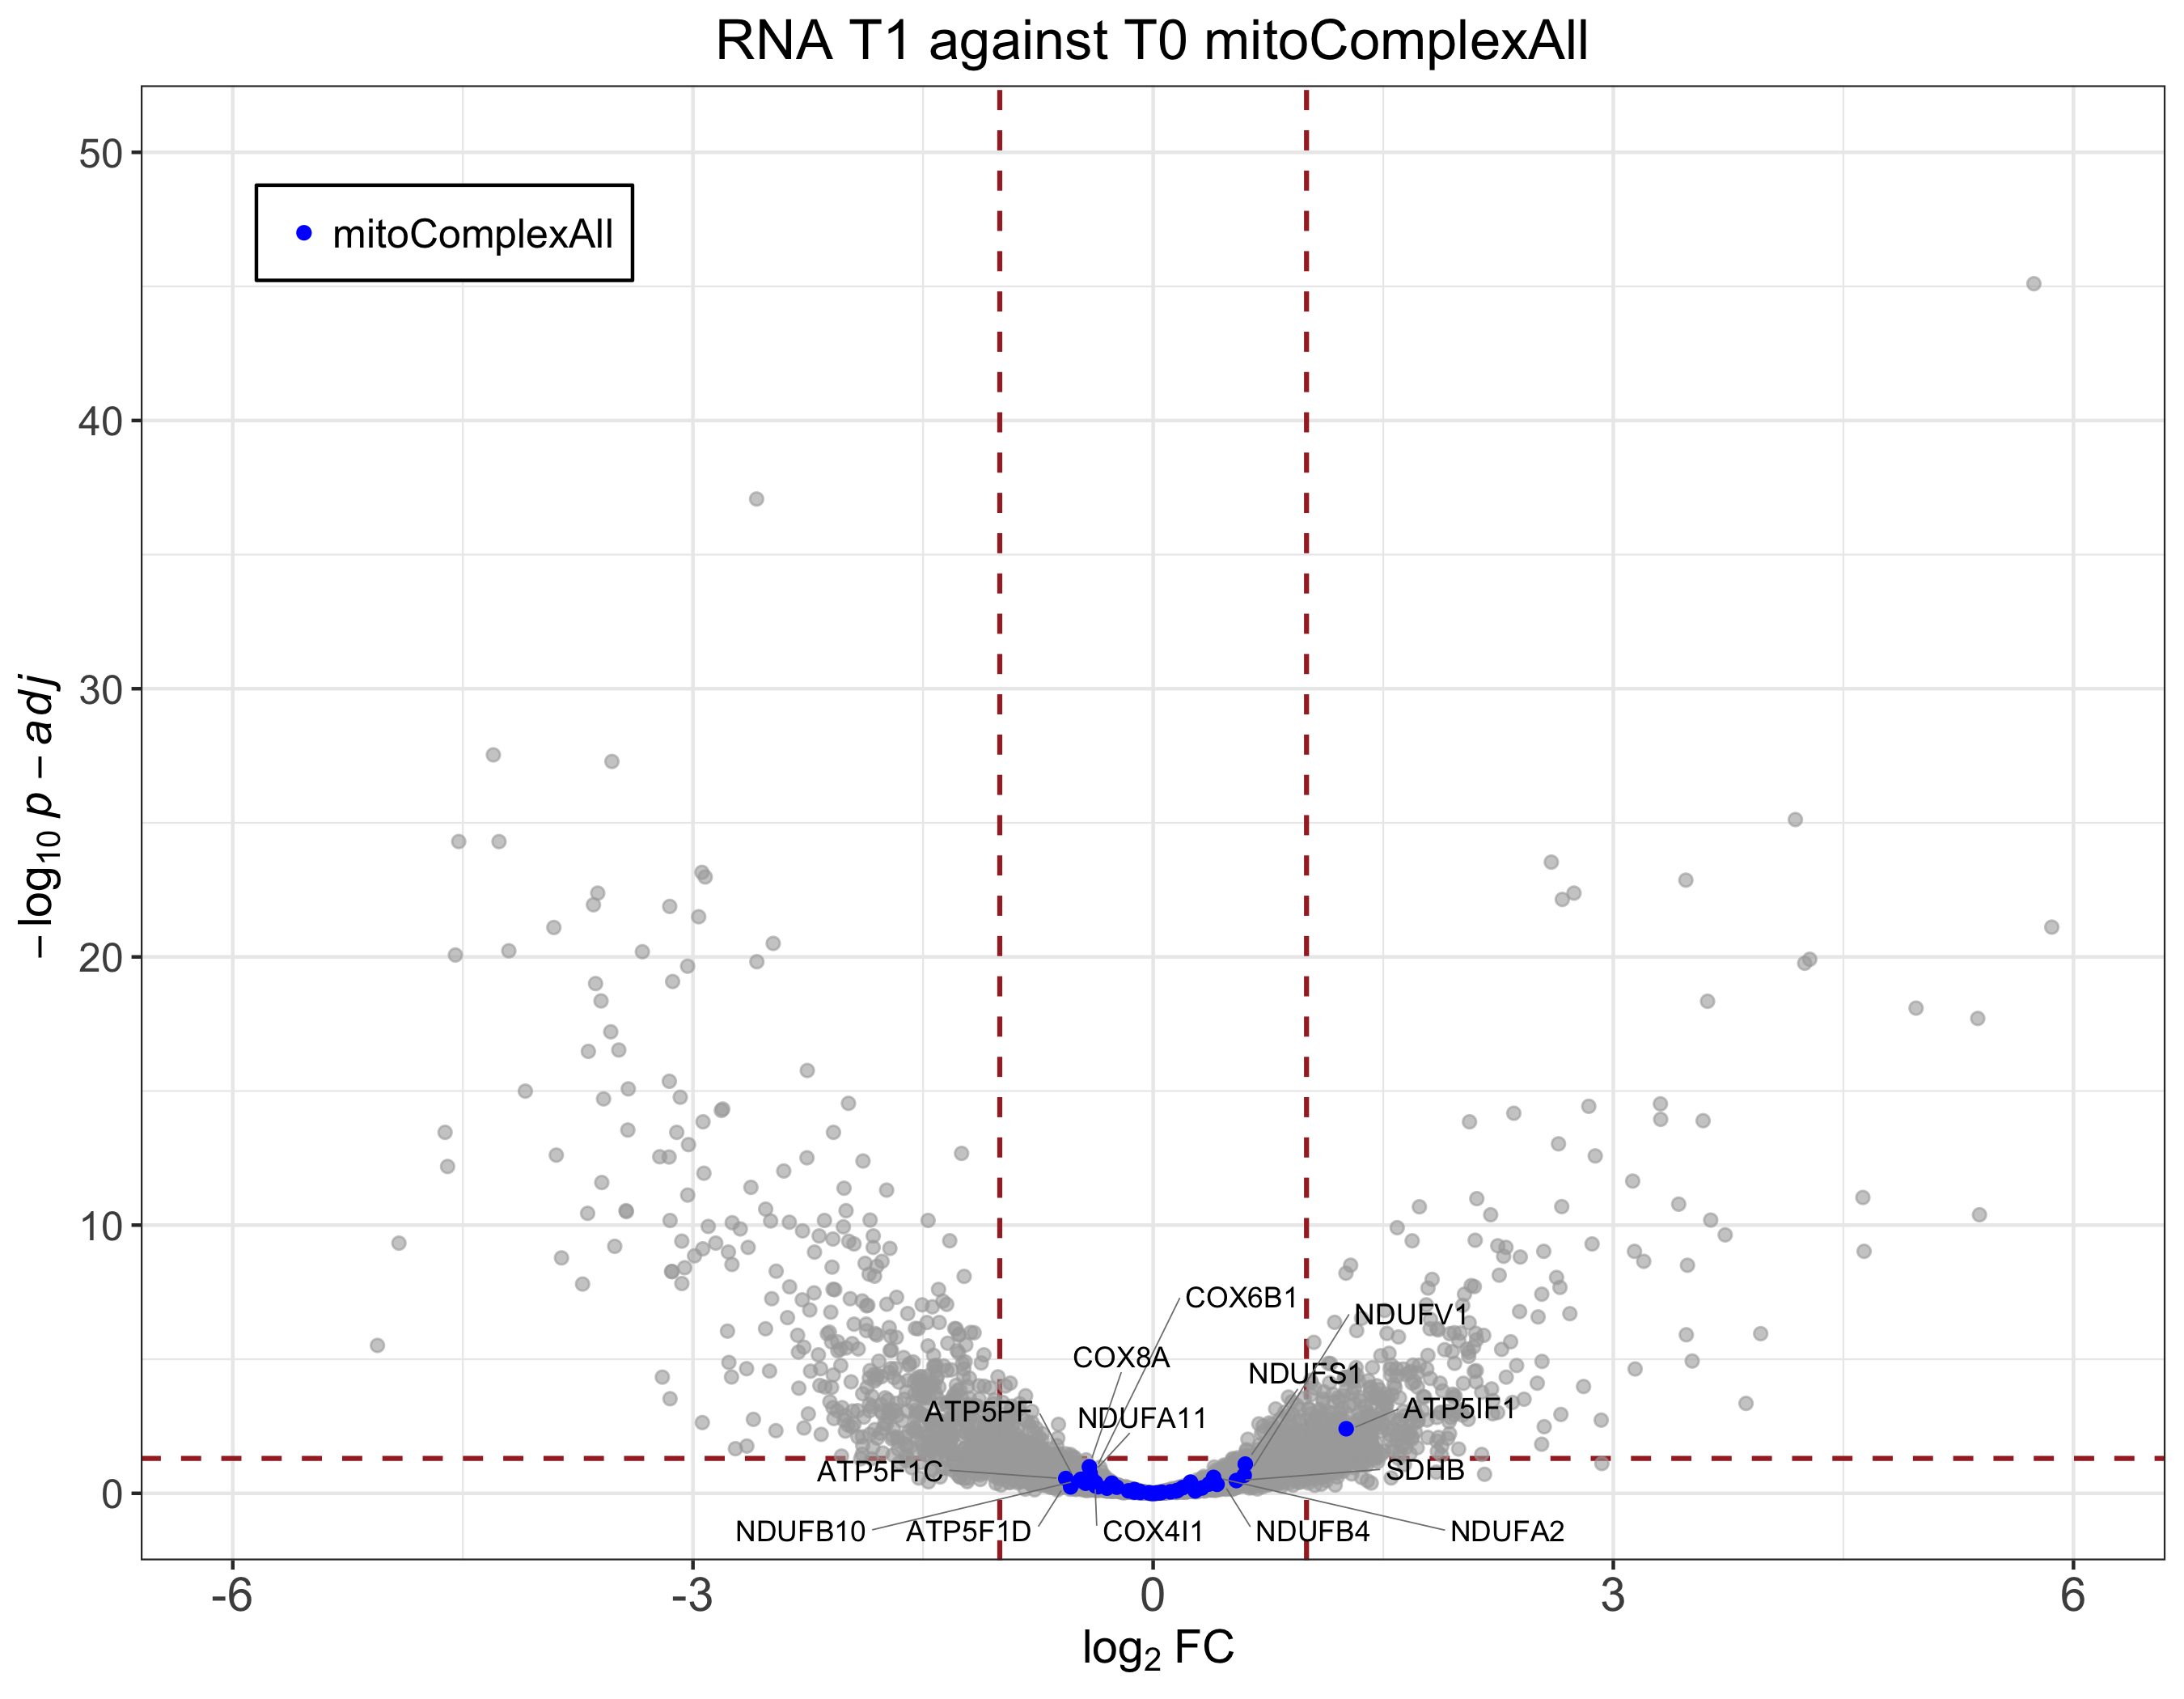 RNA T1 against T0 mitoComplexAll
50
mitoComplexAll
40
30
20
10
0
−log10 p − adj
COX6B1
NDUFV1
COX8A
NDUFS1
ATP5PF
NDUFA11
ATP5IF1
ATP5F1C
SDHB
NDUFB10
ATP5F1D
COX4I1
NDUFB4
NDUFA2
-6
-3
0
3
6
log2 FC